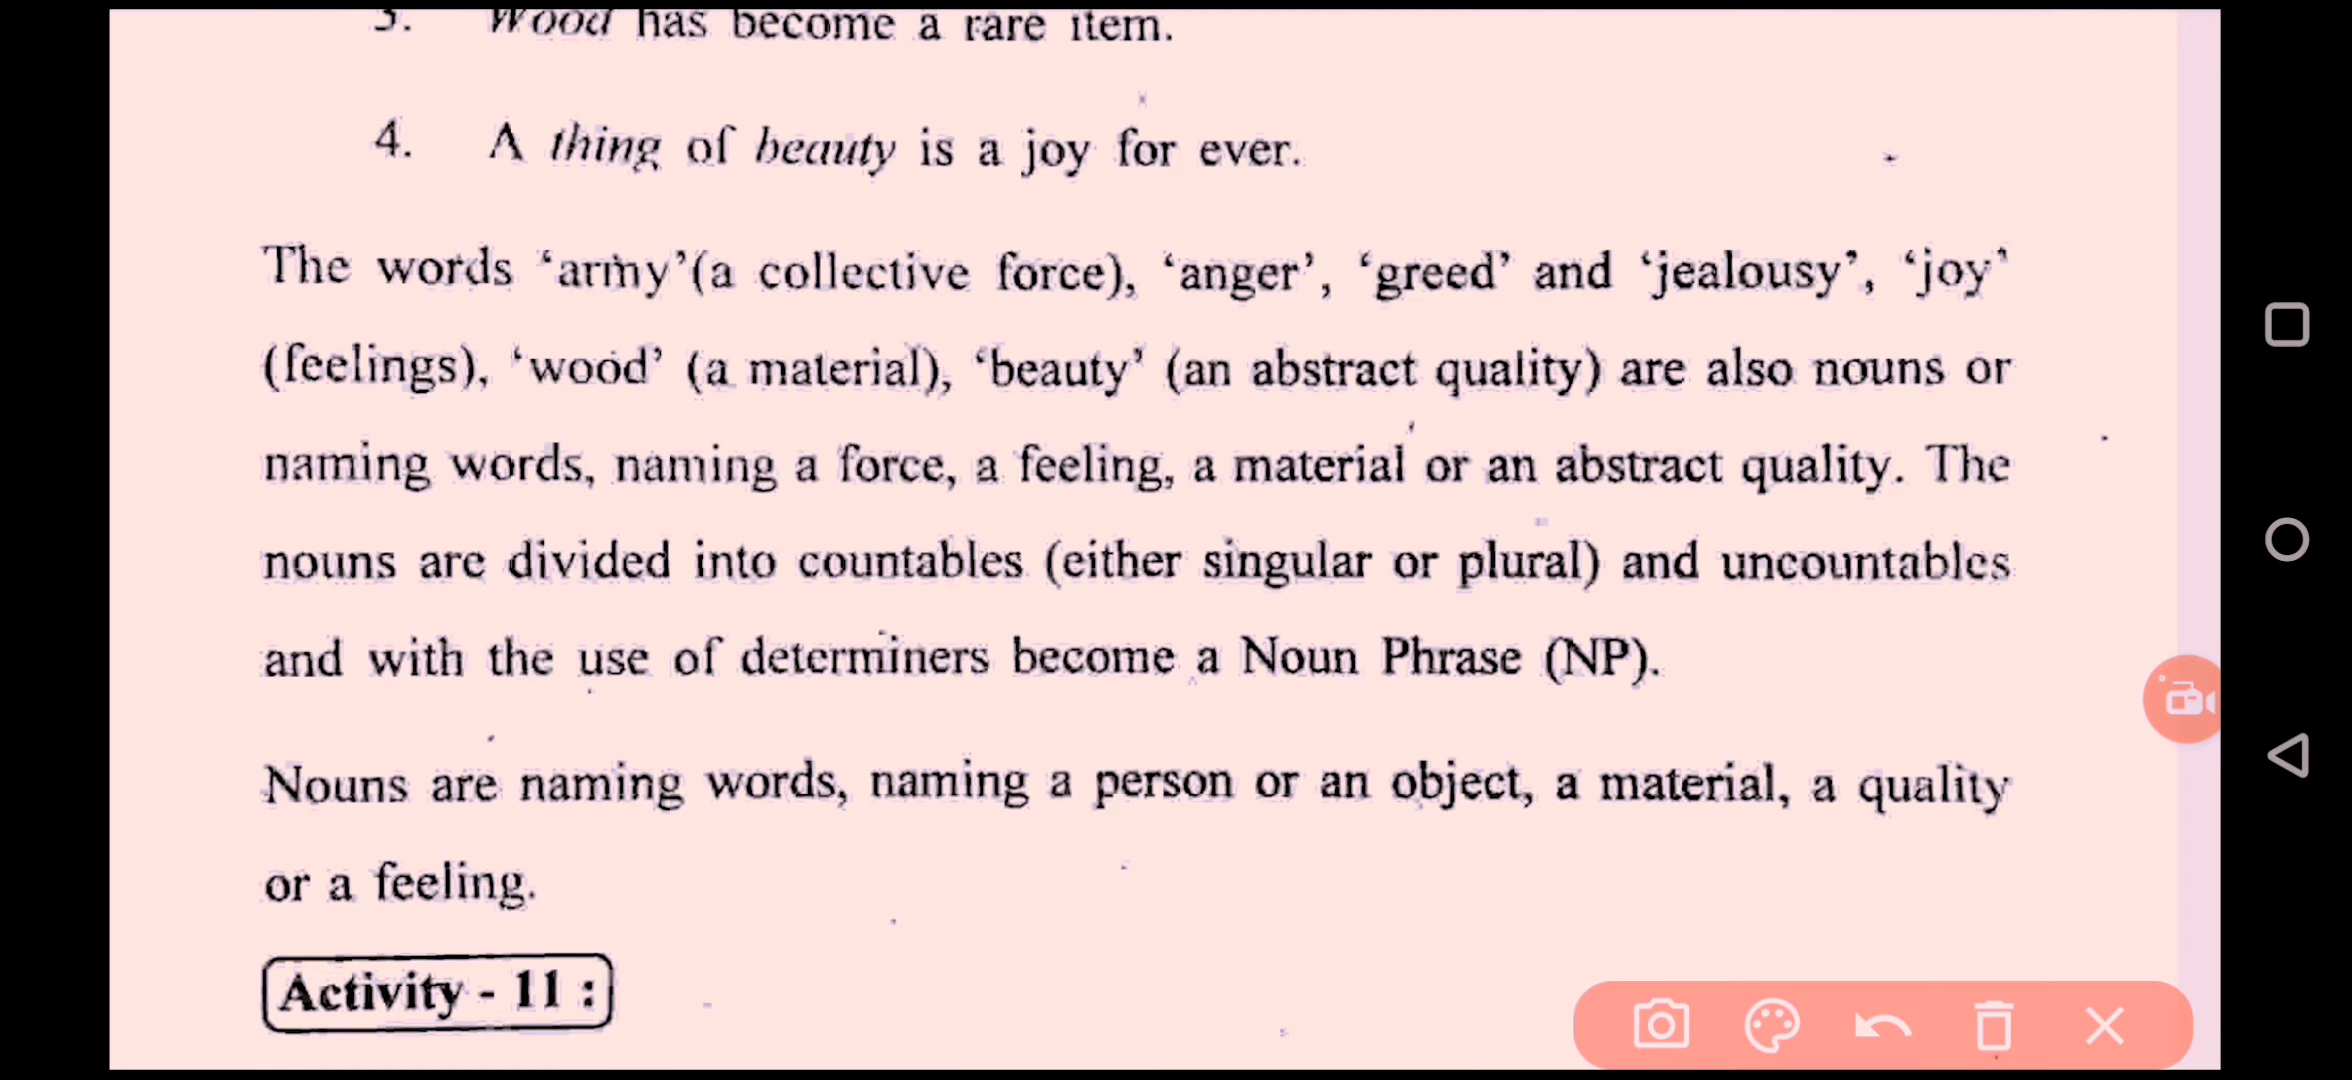 3. Wood has become a rare item.
4. A thing of beauty is a joy for ever.
The words ‘army’(a collective force), ‘anger’, ‘greed’ and ‘jealousy’, ‘joy’
(feelings), ‘wood’ (a material), ‘beauty’ (an abstract quality) are also nouns or
naming words, naming a force, a feeling, a material or an abstract quality. The
nouns are divided into countables (either singular or plural) and uncountables
and with the use of determiners become a Noun Phrase (NP).
Nouns are naming words, naming a person or an object, a material, a quality
or a feeling.
Activity - 11 :